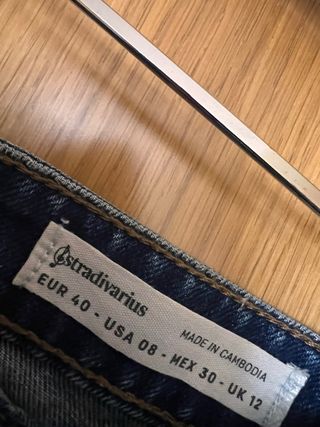 stradivarius
MADE IN CAMBODIA
EUR 40 - USA 08 - MEX 30 - UK 12